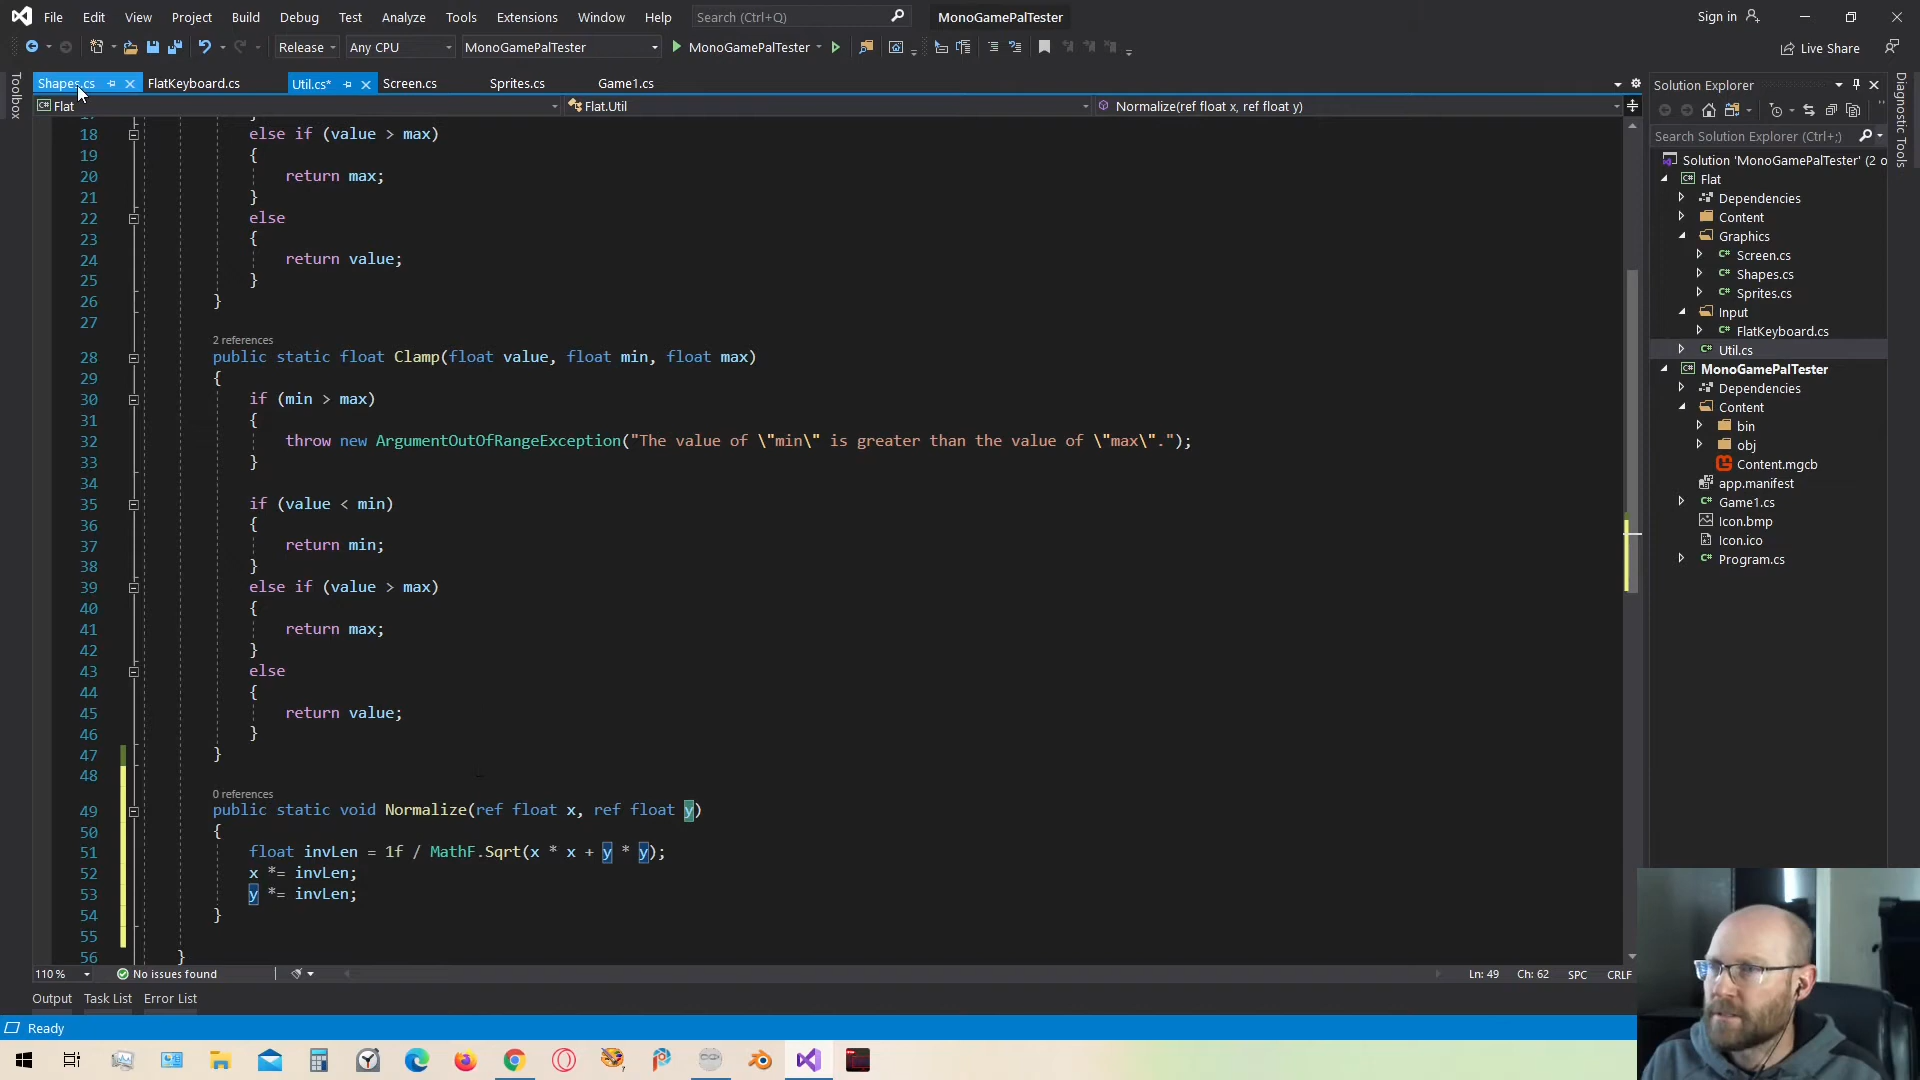 File Edit View Project Build Debug Test Analyze Tools Extensions Window Help Search (Ctrl+Q) MonoGamePalTester Sign in
Release Any CPU MonoGamePalTester MonoGamePalTester Live Share
Toolbox
Shapes.cs FlatKeyboard.cs Util.cs* Screen.cs Sprites.cs Game1.cs
Flat Flat.Util Normalize(ref float x, ref float y)
18 else if (value > max)
19 {
20 return max;
21 }
22 else
23 {
24 return value;
25 }
26 }
27
2 references
28 public static float Clamp(float value, float min, float max)
29 {
30 if (min > max)
31 {
32 throw new ArgumentOutOfRangeException("The value of \"min\" is greater than the value of \"max\".");
33 }
34
35 if (value < min)
36 {
37 return min;
38 }
39 else if (value > max)
40 {
41 return max;
42 }
43 else
44 {
45 return value;
46 }
47 }
48
0 references
49 public static void Normalize(ref float x, ref float y)
50 {
51 float invLen = 1f / MathF.Sqrt(x * x + y * y);
52 x *= invLen;
53 y *= invLen;
54 }
55
56 }
110 % No issues found Ln: 49 Ch: 62 SPC CRLF
Output Task List Error List
Ready
Solution Explorer
Search Solution Explorer (Ctrl+;)
Solution 'MonoGamePalTester' (2 o
Flat
Dependencies
Content
Graphics
Screen.cs
Shapes.cs
Sprites.cs
Input
FlatKeyboard.cs
Util.cs
MonoGamePalTester
Dependencies
Content
bin
obj
Content.mgcb
app.manifest
Game1.cs
Icon.bmp
Icon.ico
Program.cs
Diagnostic Tools